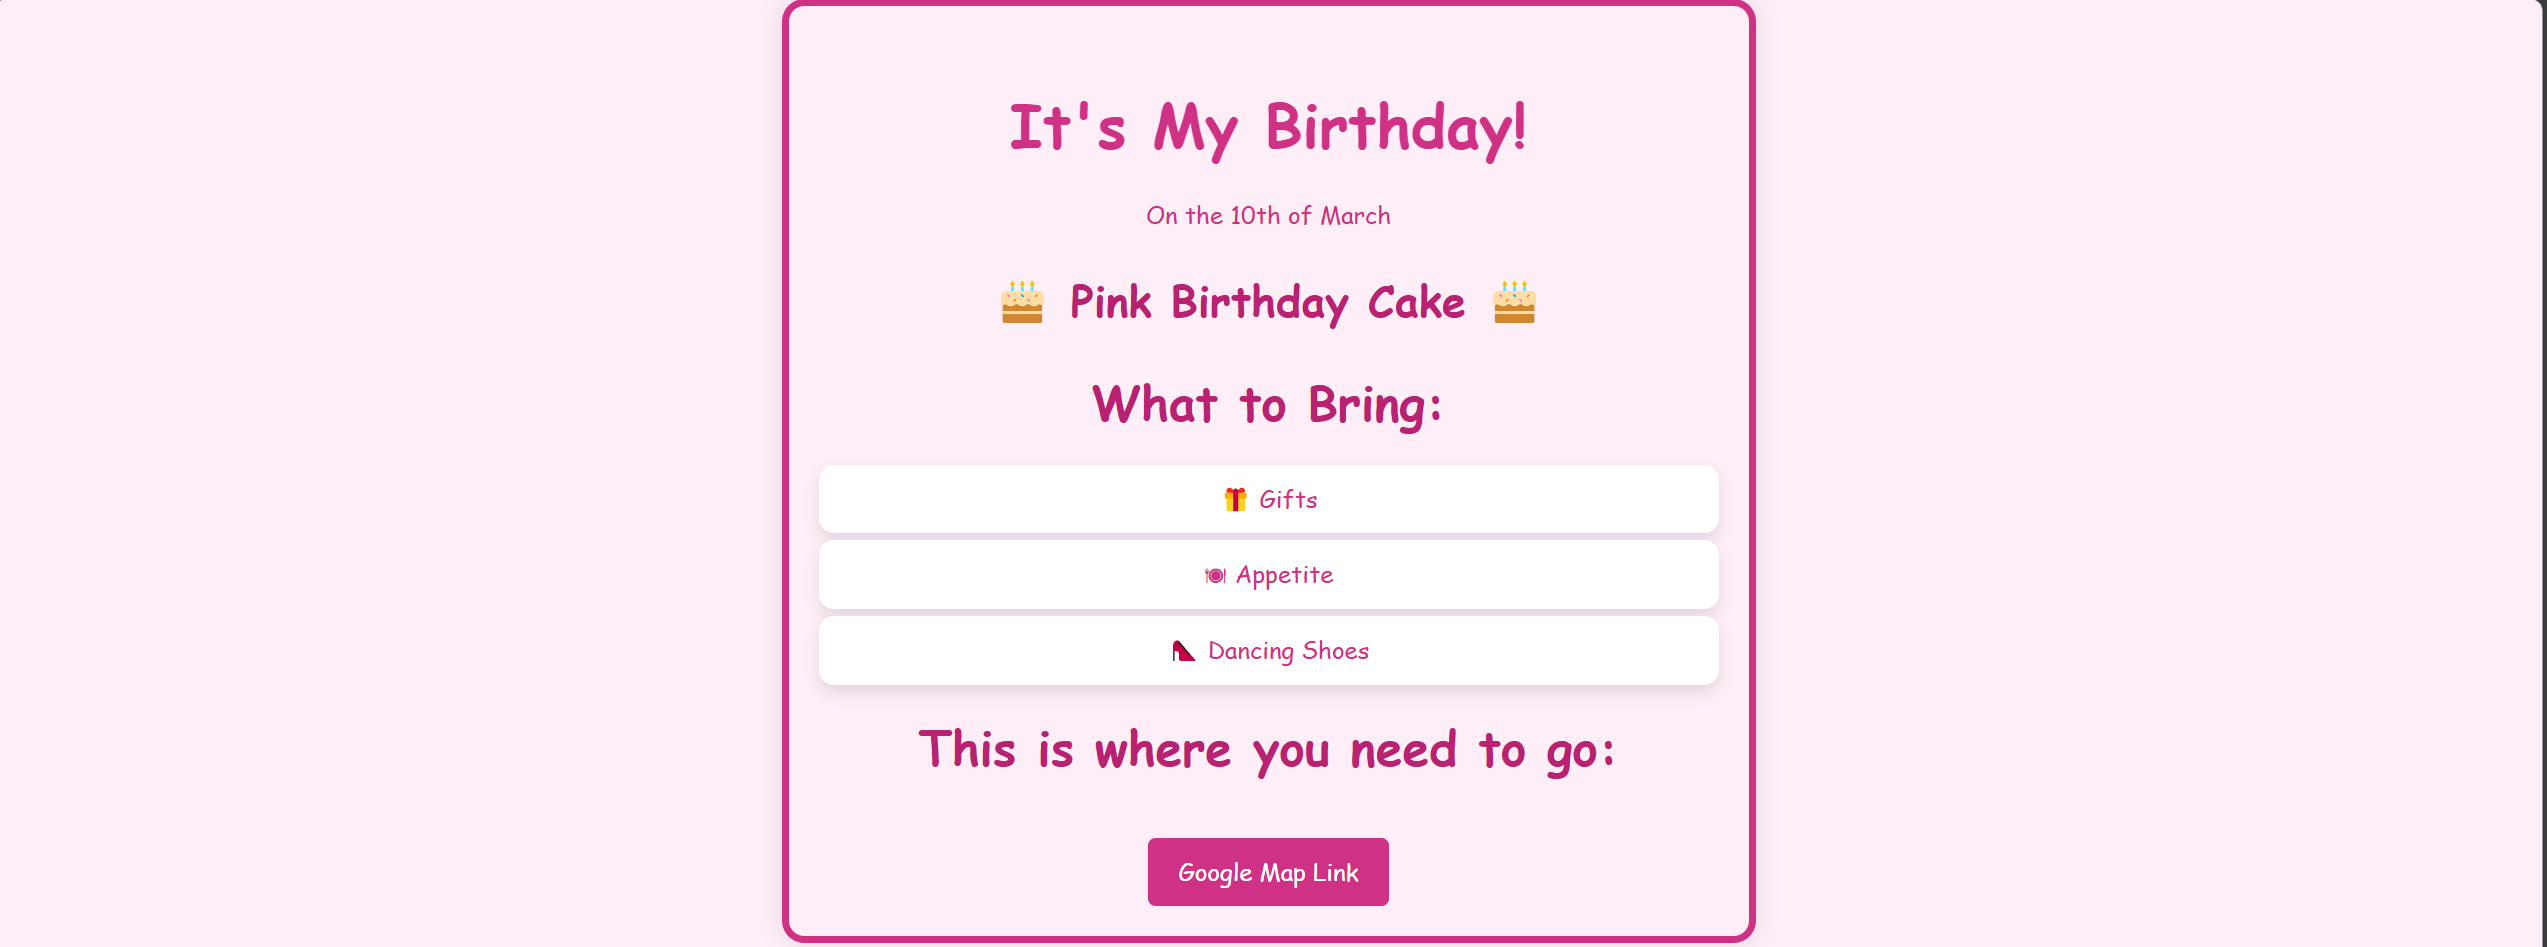 It's My Birthday!
On the 10th of March
🎂 Pink Birthday Cake 🎂
What to Bring:
🎁 Gifts
🍽 Appetite
👠 Dancing Shoes
This is where you need to go:
Google Map Link